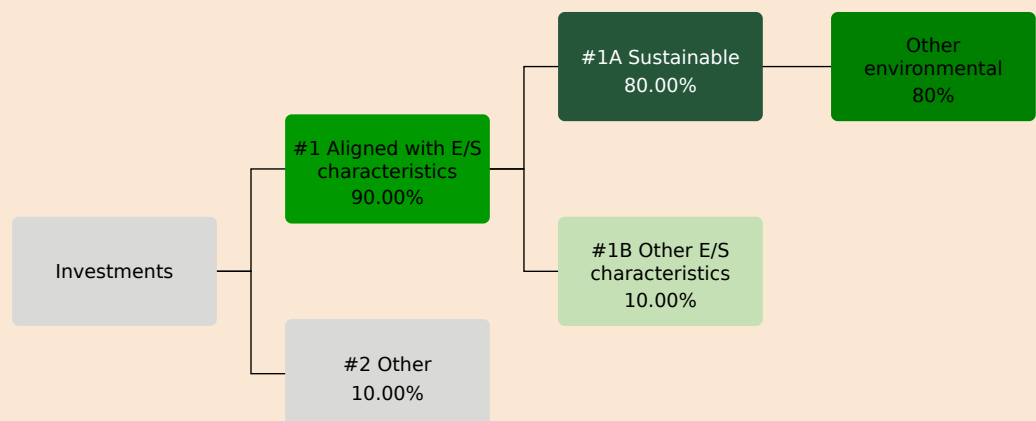 Investments
#1 Aligned with E/S
characteristics
90.00%
#2 Other
10.00%
#1A Sustainable
80.00%
#1B Other E/S
characteristics
10.00%
Other
environmental
80%